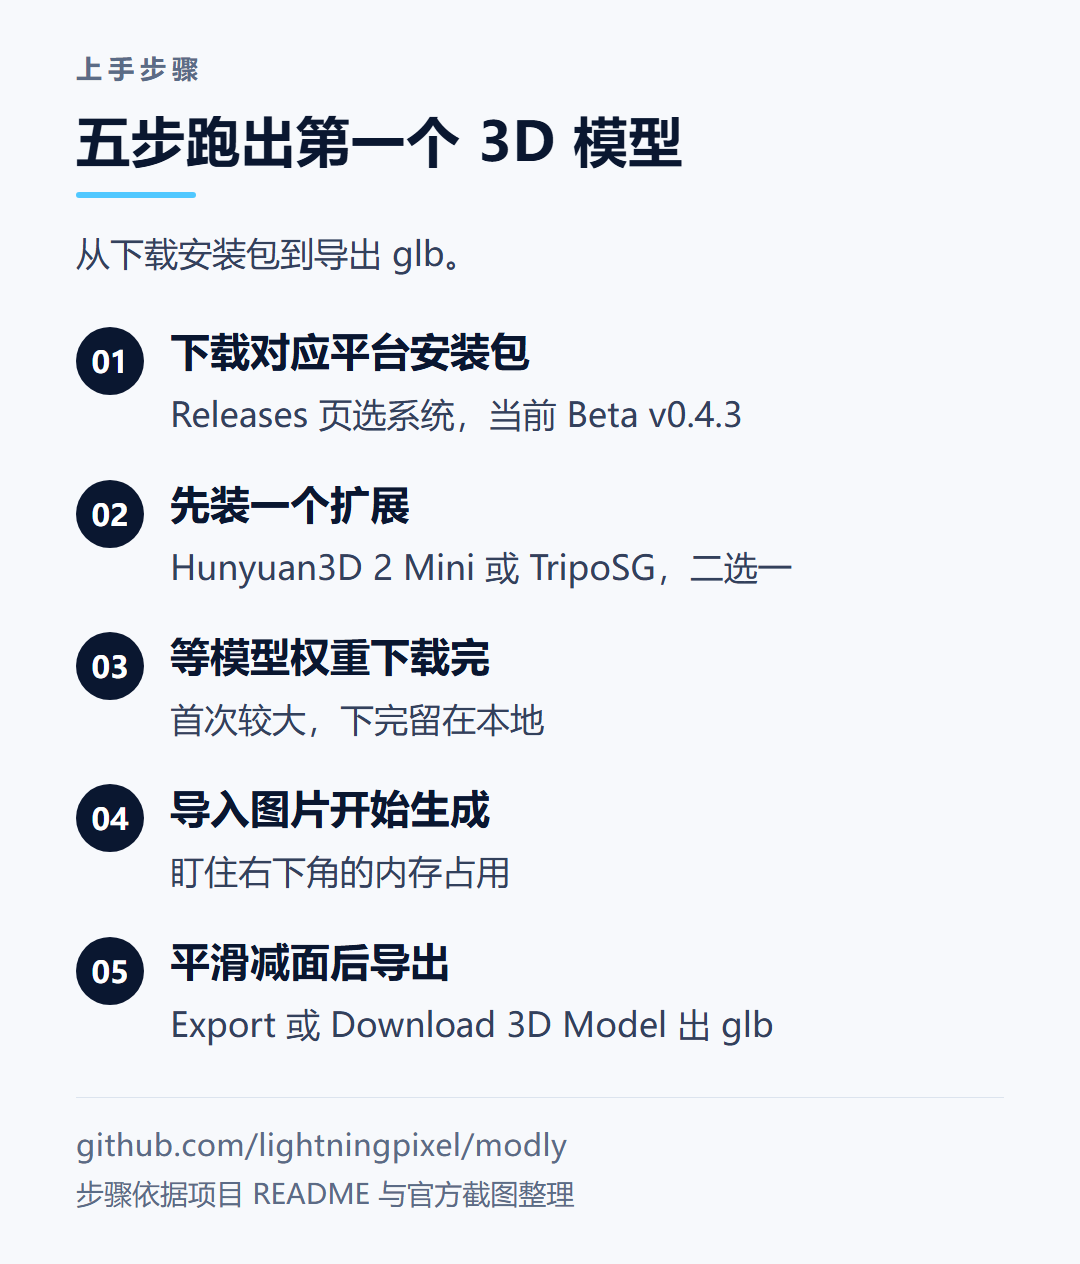 上手步骤
五步跑出第一个 3D 模型
从下载安装包到导出 glb。
01
下载对应平台安装包
Releases 页选系统，当前 Beta v0.4.3
02
先装一个扩展
Hunyuan3D 2 Mini 或 TripoSG，二选一
03
等模型权重下载完
首次较大，下完留在本地
04
导入图片开始生成
盯住右下角的内存占用
05
平滑减面后导出
Export 或 Download 3D Model 出 glb
github.com/lightningpixel/modly
步骤依据项目 README 与官方截图整理